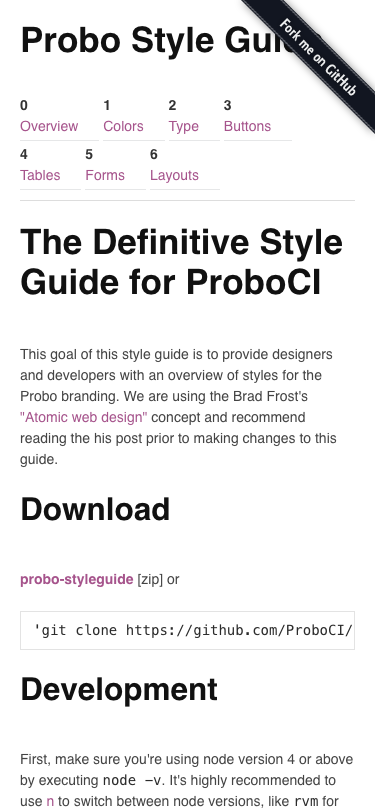 Probo Style Gui
Fork me on GitHub
0 1 2 3
Overview Colors Type Buttons
4 5 6
Tables Forms Layouts
The Definitive Style
Guide for ProboCI
This goal of this style guide is to provide designers
and developers with an overview of styles for the
Probo branding. We are using the Brad Frost's
"Atomic web design" concept and recommend
reading the his post prior to making changes to this
guide.
Download
probo-styleguide [zip] or
'git clone https://github.com/ProboCI/
Development
First, make sure you're using node version 4 or above
by executing node -v. It's highly recommended to
use n to switch between node versions, like rvm for